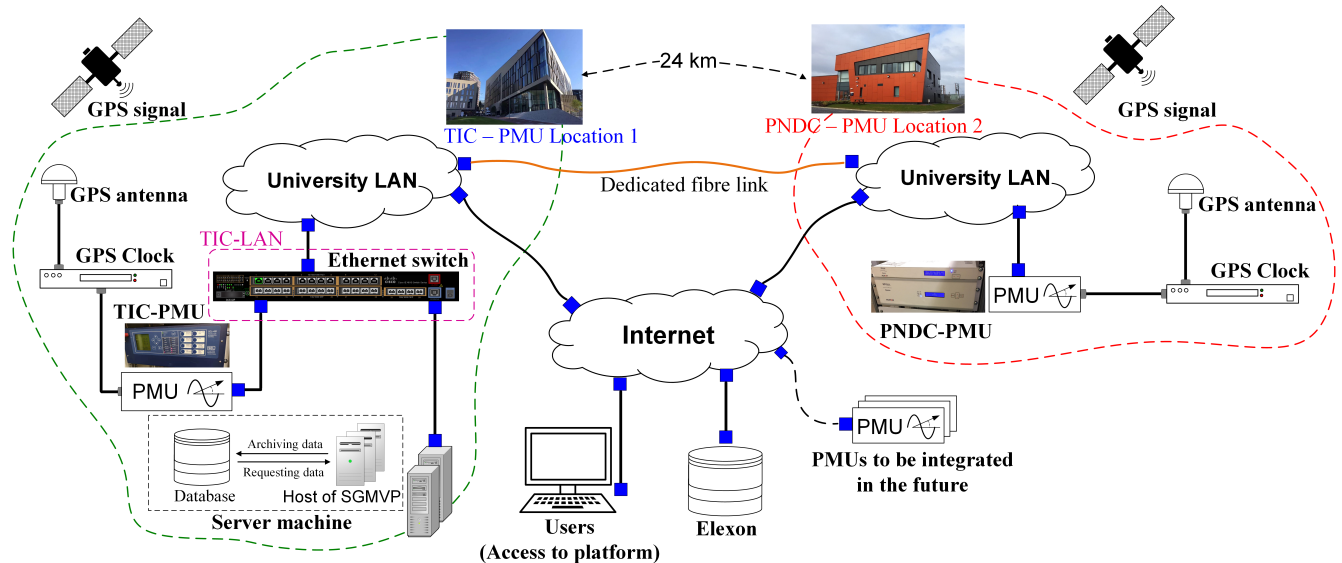 24 km
GPS signal
GPS signal
TIC – PMU Location 1
PNDC – PMU Location 2
University LAN
University LAN
Dedicated fibre link
GPS antenna
GPS antenna
TIC-LAN
GPS Clock
Ethernet switch
GPS Clock
TIC-PMU
PMU
PNDC-PMU
Internet
PMU
PMU
Archiving data
Requesting data
Database
Host of SGMVP
Server machine
PMUs to be integrated
in the future
Users
(Access to platform)
Elexon